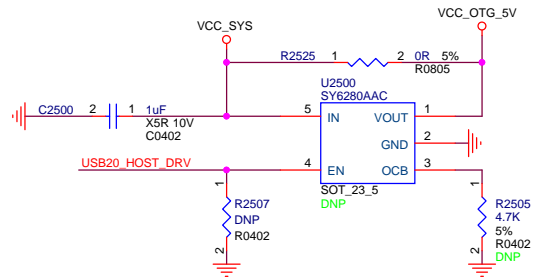 VCC_SYS
VCC_OTG_5V
R2525 1 2 0R 5%
R0805
U2500
SY6280AAC
C2500 2 1 1uF
X5R 10V
C0402
5 IN VOUT 1
GND 2
USB20_HOST_DRV
4 EN OCB 3
SOT_23_5
DNP
1
R2507
DNP
R0402
2
1
R2505
4.7K
5%
R0402
DNP
2